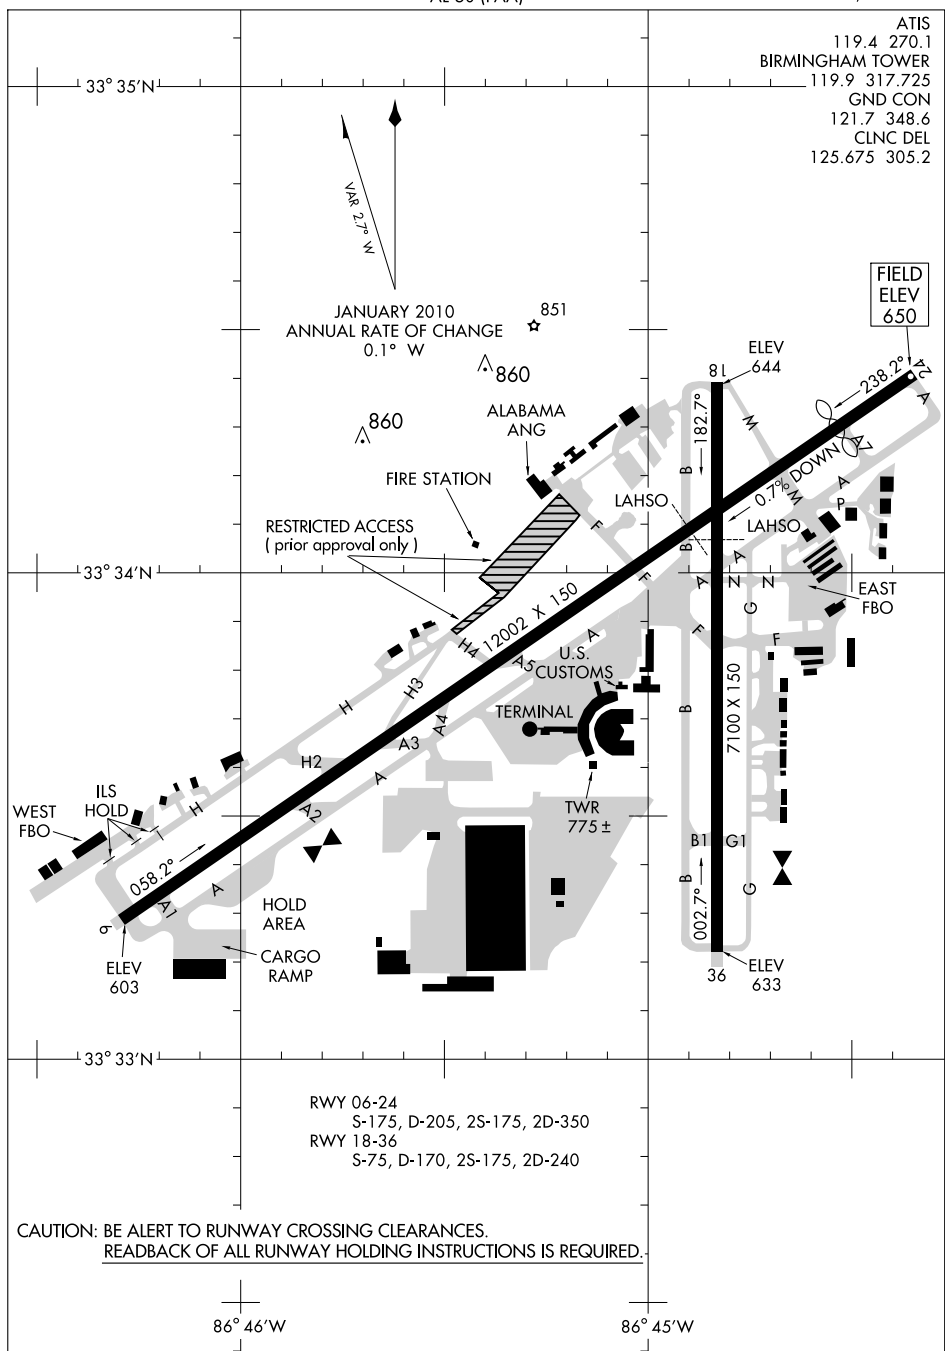 ATIS
119.4 270.1
BIRMINGHAM TOWER
119.9 317.725
GND CON
121.7 348.6
CLNC DEL
125.675 305.2
33° 35'N
VAR 2.7° W
JANUARY 2010
ANNUAL RATE OF CHANGE
0.1° W
851
860
860
FIELD
ELEV
650
ELEV
644
18
24
238.2°
182.7°
A
M
A7
0.7% DOWN
M
A
P
B
ALABAMA
ANG
FIRE STATION
LAHSO
LAHSO
RESTRICTED ACCESS
( prior approval only )
F
B
A
33° 34'N
F
A
N
N
EAST
FBO
G
12002 X 150
H4
A5
A
F
F
U.S.
CUSTOMS
H3
H
A4
A3
TERMINAL
B
7100 X 150
H2
A
WEST
FBO
ILS
HOLD
H
A2
TWR
775 ±
B1
G1
058.2°
A
A1
HOLD
AREA
B
002.7°
G
6
CARGO
RAMP
ELEV
603
36
ELEV
633
33° 33'N
RWY 06-24
S-175, D-205, 2S-175, 2D-350
RWY 18-36
S-75, D-170, 2S-175, 2D-240
CAUTION: BE ALERT TO RUNWAY CROSSING CLEARANCES.
READBACK OF ALL RUNWAY HOLDING INSTRUCTIONS IS REQUIRED.
86° 46'W
86° 45'W